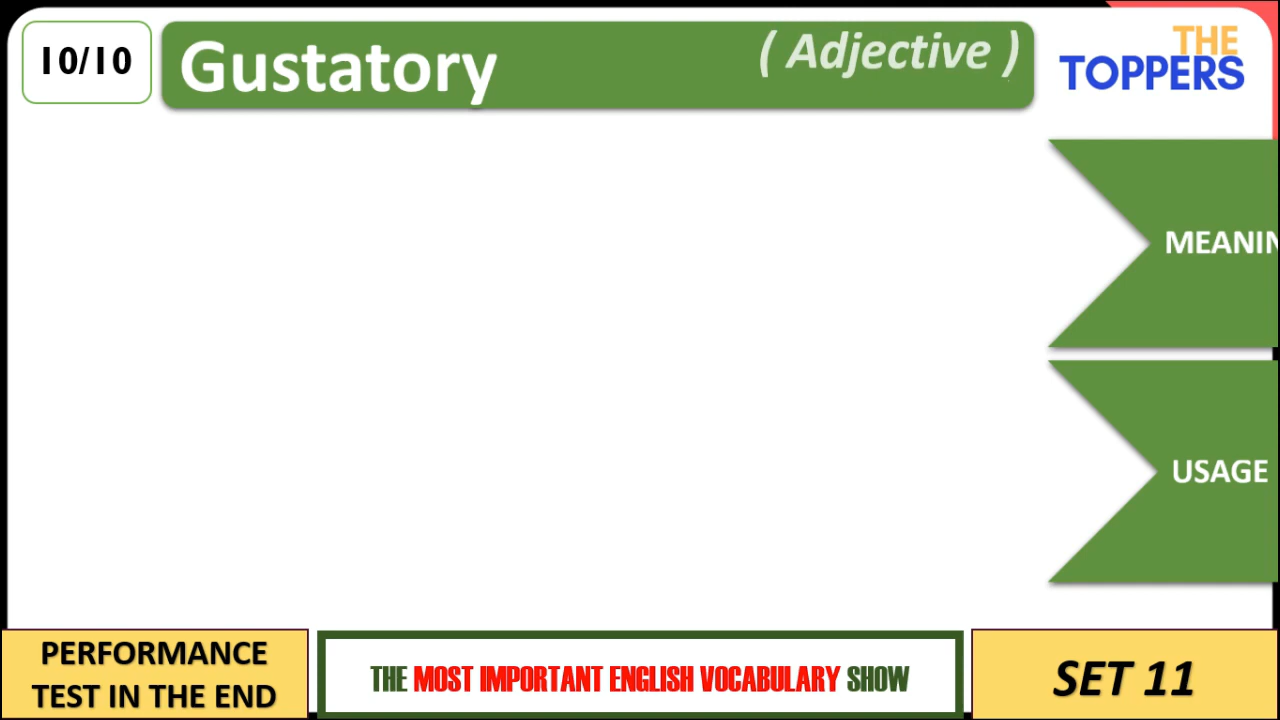 10/10
Gustatory
( Adjective )
THE
TOPPERS
MEANIN
USAGE
PERFORMANCE
TEST IN THE END
THE MOST IMPORTANT ENGLISH VOCABULARY SHOW
SET 11